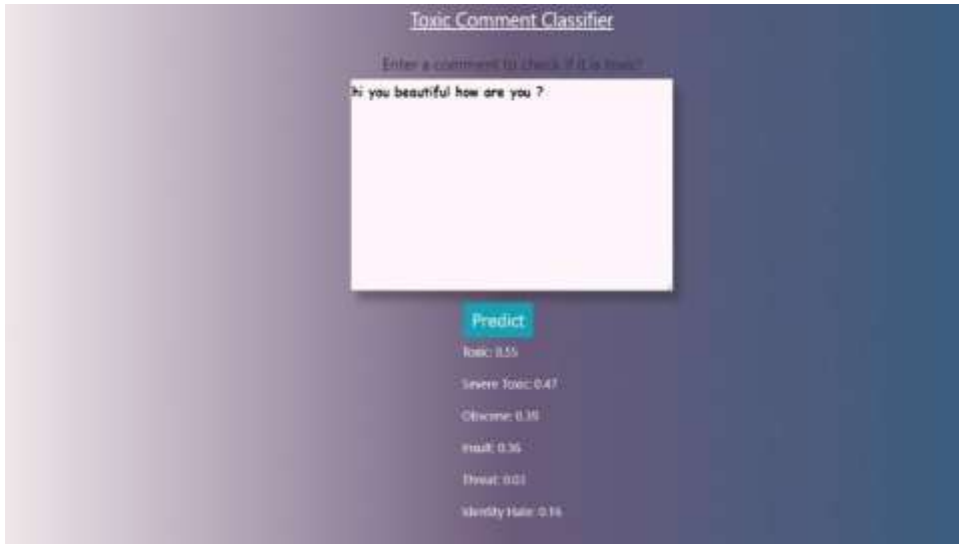 Toxic Comment Classifier
Enter a comment to check if it is toxic?
hi you beautiful how are you ?
Predict
Toxic: 0.55
Severe Toxic: 0.47
Obscene: 0.39
Insult: 0.36
Threat: 0.03
Identity Hate: 0.16